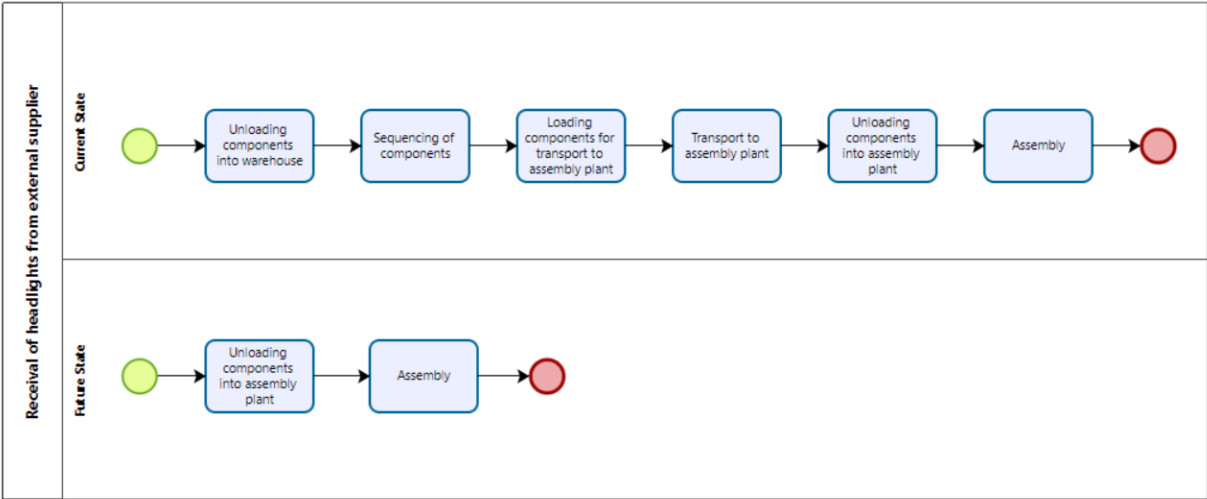 Receival of headlights from external supplier
Current State
Unloading
components
into warehouse
Sequencing of
components
Loading
components for
transport to
assembly plant
Transport to
assembly plant
Unloading
components
into assembly
plant
Assembly
Future State
Unloading
components
into assembly
plant
Assembly